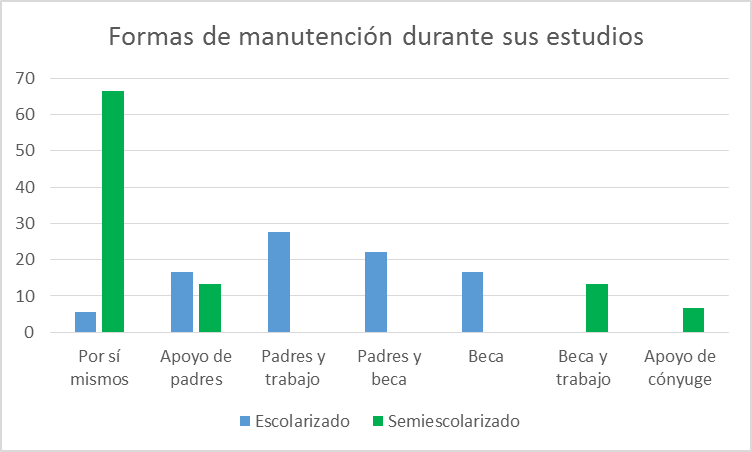 Formas de manutención durante sus estudios
70
60
50
40
30
20
10
0
Por sí
mismos
Apoyo de
padres
Padres y
trabajo
Padres y
beca
Beca
Beca y
trabajo
Apoyo de
cónyuge
Escolarizado
Semiescolarizado